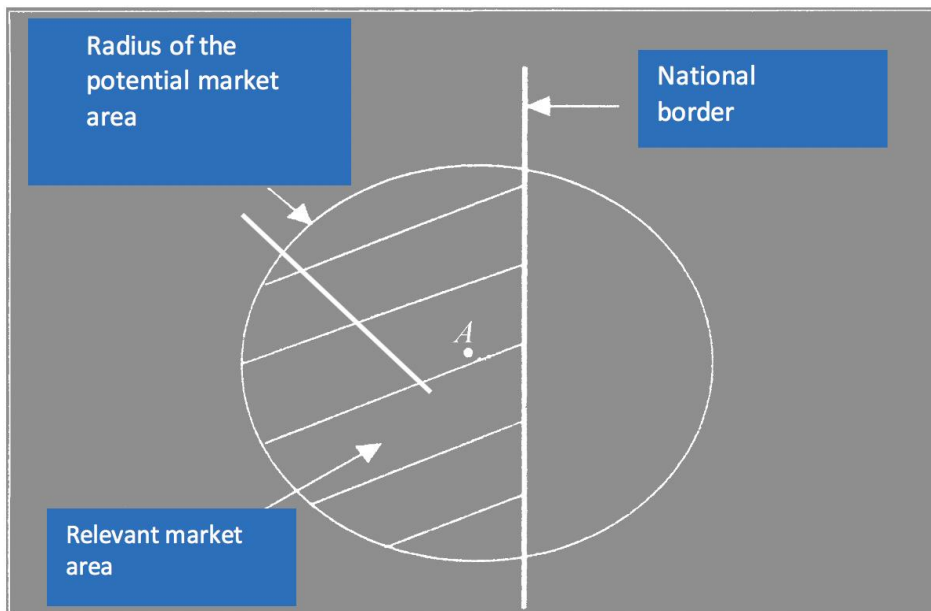 Radius of the
potential market
area
National
border
A
Relevant market
area